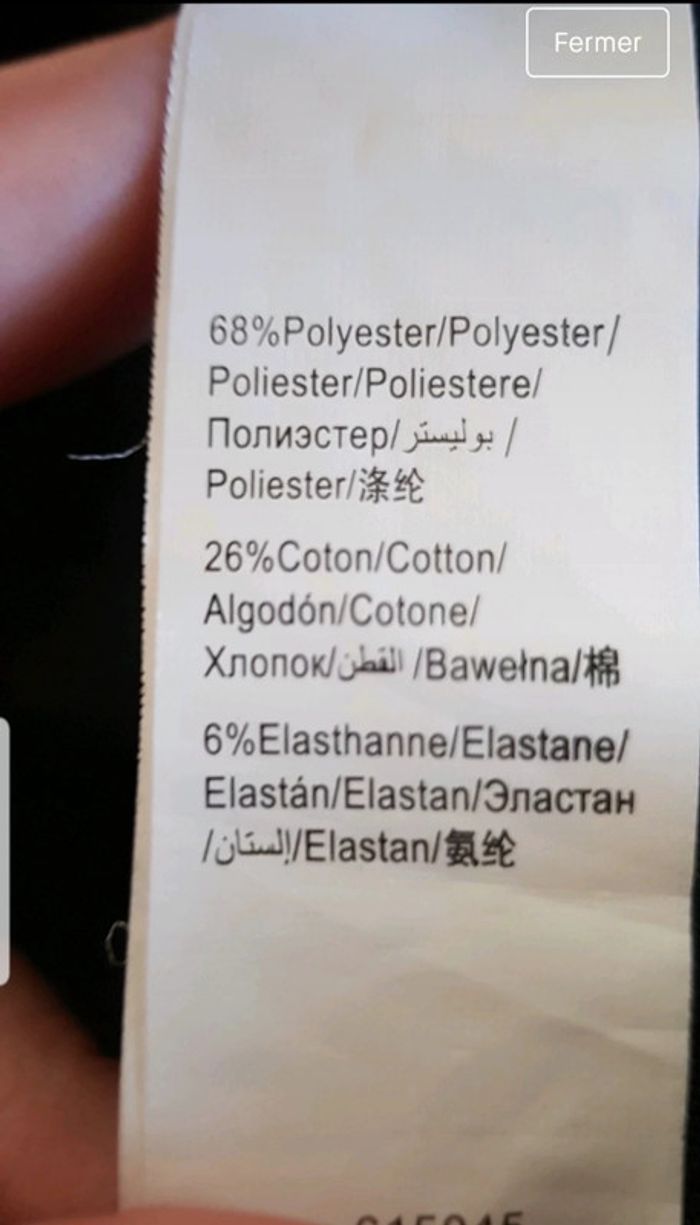 Fermer
68%Polyester/Polyester/
Poliester/Poliestere/
Полиэстер/بوليستر /
Poliester/涤纶
26%Coton/Cotton/
Algodón/Cotone/
Хлопок/القطن /Bawełna/棉
6%Elasthanne/Elastane/
Elastán/Elastan/Эластан
/إلستان/Elastan/氨纶